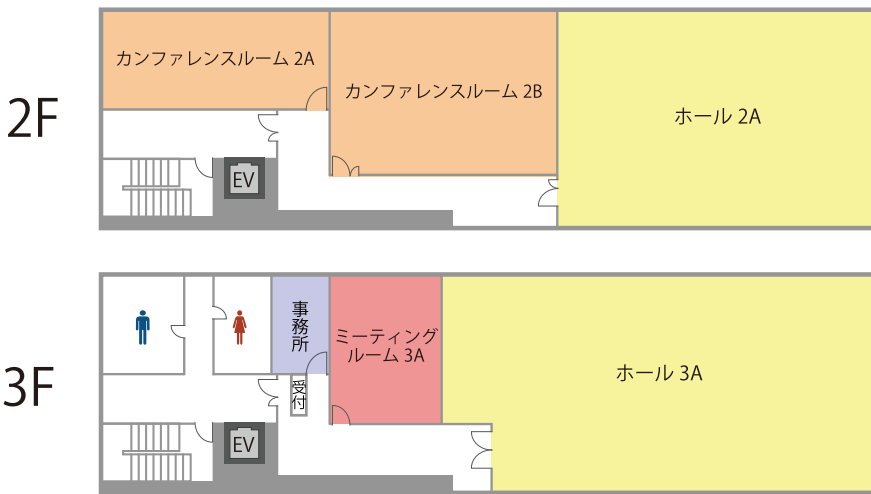 2F
カンファレンスルーム 2A
カンファレンスルーム 2B
ホール 2A
EV
3F
事務所
ミーティング
ルーム 3A
ホール 3A
受付
EV